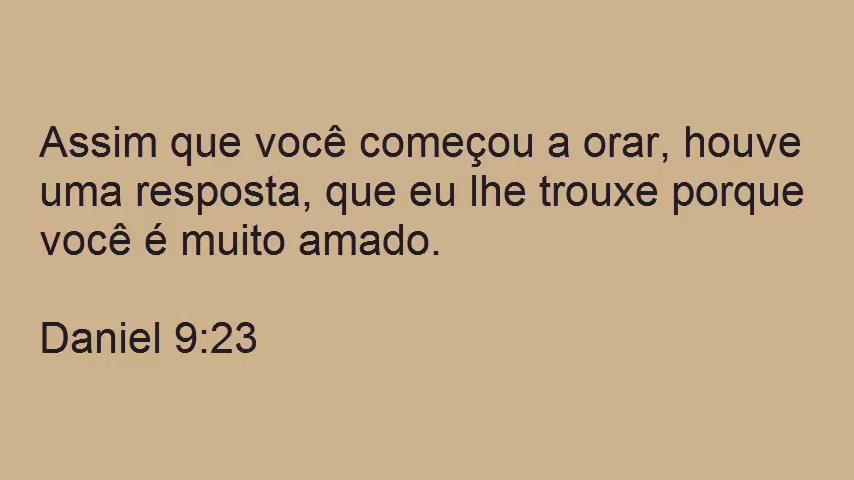 Assim que você começou a orar, houve
uma resposta, que eu lhe trouxe porque
você é muito amado.
Daniel 9:23